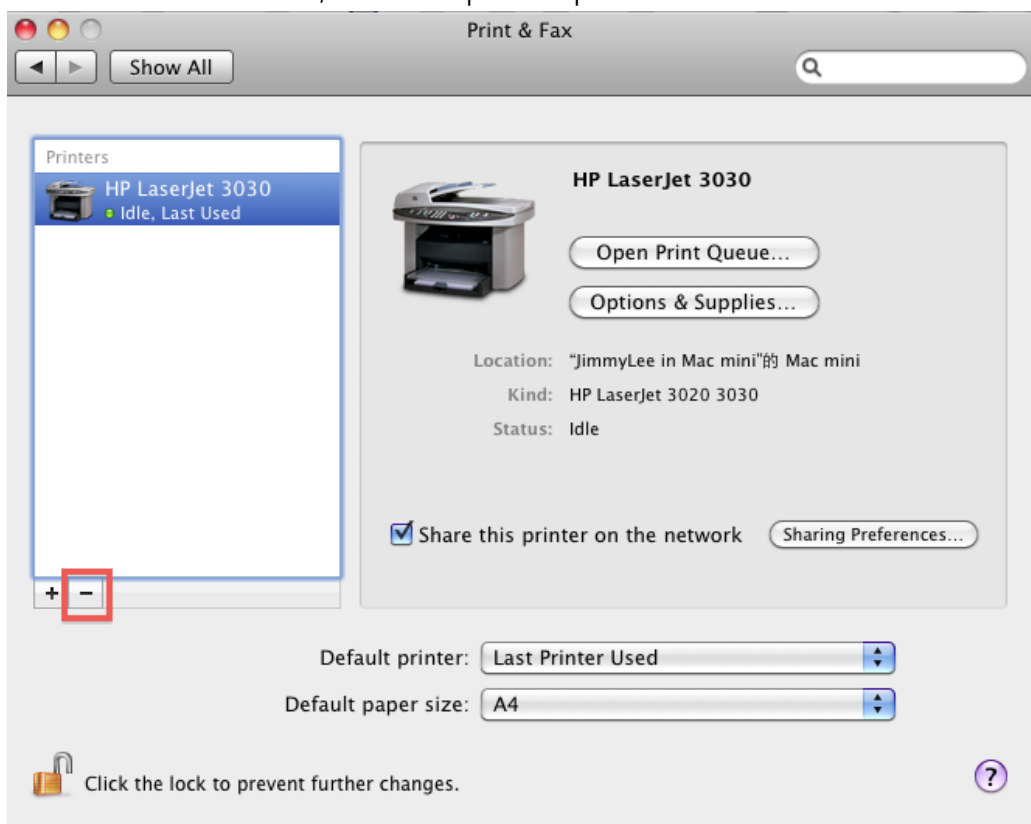 Print & Fax
Show All
Printers
HP LaserJet 3030
Idle, Last Used
HP LaserJet 3030
Open Print Queue...
Options & Supplies...
Location: “JimmyLee in Mac mini”的 Mac mini
Kind: HP LaserJet 3020 3030
Status: Idle
Share this printer on the network Sharing Preferences...
+ −
Default printer: Last Printer Used
Default paper size: A4
Click the lock to prevent further changes.
?